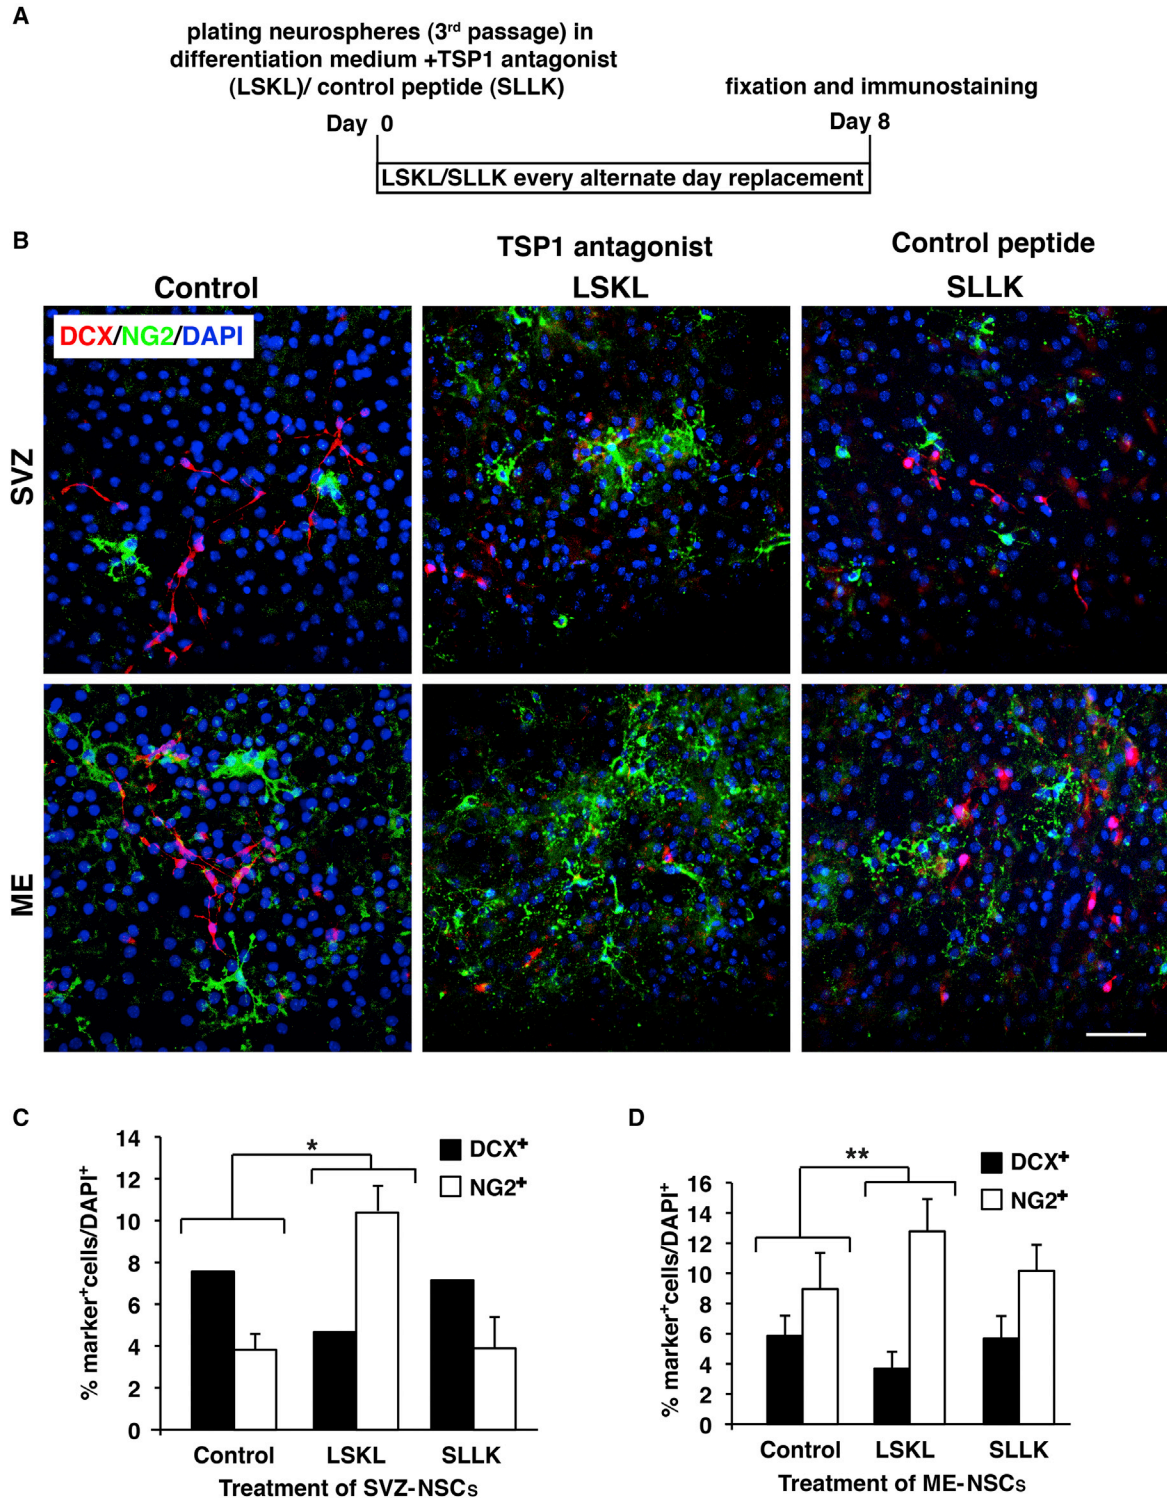 A
plating neurospheres (3rd passage) in
differentiation medium +TSP1 antagonist
(LSKL)/ control peptide (SLLK)
fixation and immunostaining
Day 0
Day 8
LSKL/SLLK every alternate day replacement
B
TSP1 antagonist
Control peptide
Control
LSKL
SLLK
DCX/NG2/DAPI
SVZ
ME
C
14
12
10
8
6
4
2
0
% marker+cells/DAPI+
*
DCX+
NG2+
Control
LSKL
SLLK
Treatment of SVZ-NSCs
D
16
14
12
10
8
6
4
2
0
% marker+cells/DAPI+
**
DCX+
NG2+
Control
LSKL
SLLK
Treatment of ME-NSCs